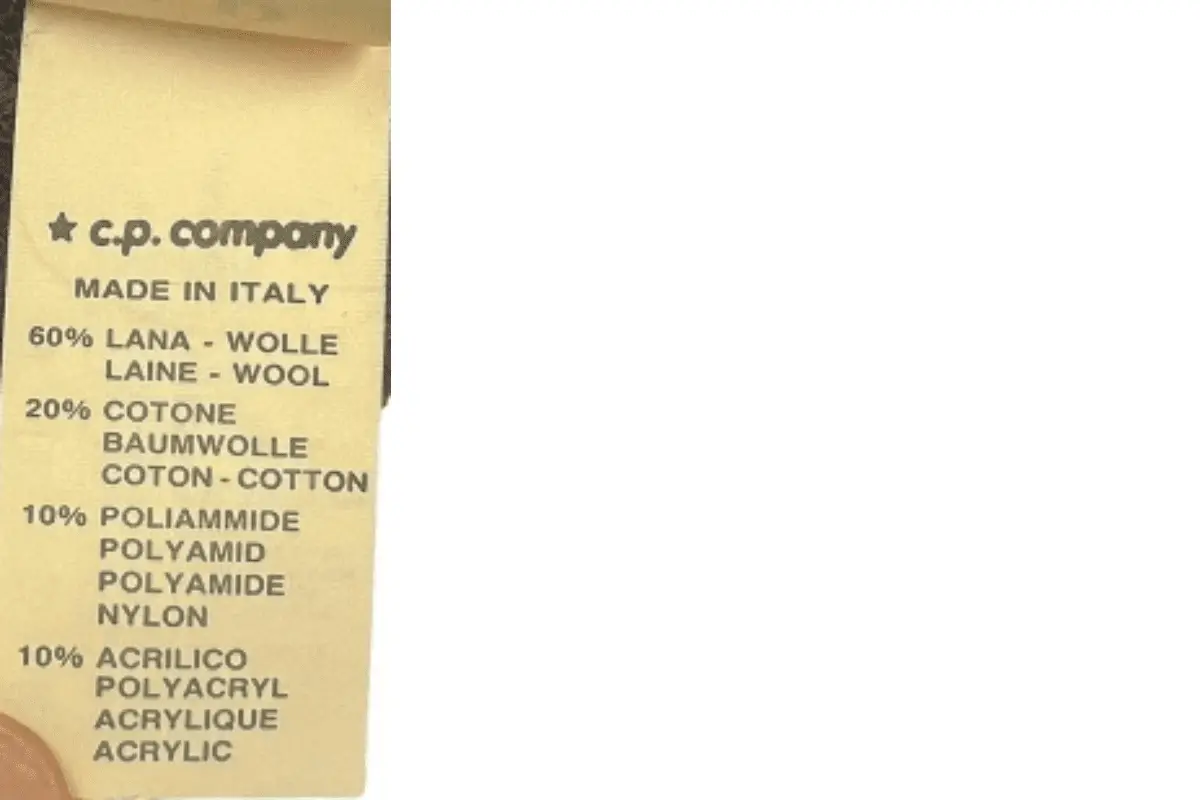 ★ c.p. company
MADE IN ITALY
60% LANA - WOLLE
LAINE - WOOL
20% COTONE
BAUMWOLLE
COTON - COTTON
10% POLIAMMIDE
POLYAMID
POLYAMIDE
NYLON
10% ACRILICO
POLYACRYL
ACRYLIQUE
ACRYLIC